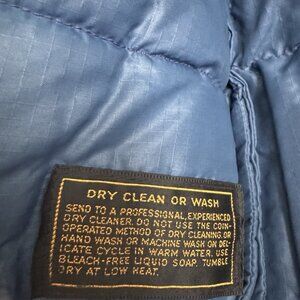 DRY CLEAN OR WASH
SEND TO A PROFESSIONAL, EXPERIENCED
DRY CLEANER. DO NOT USE THE COIN-
OPERATED METHOD OF DRY CLEANING, OR
HAND WASH OR MACHINE WASH ON DEL-
ICATE CYCLE IN WARM WATER. USE
BLEACH-FREE LIQUID SOAP. TUMBLE
DRY AT LOW HEAT.